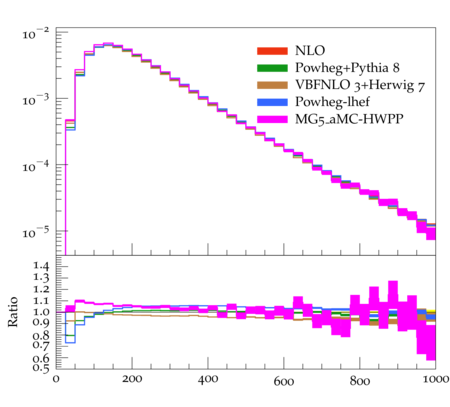 10−2
10−3
10−4
10−5
NLO
Powheg+Pythia 8
VBFNLO 3+Herwig 7
Powheg-lhef
MG5_aMC-HWPP
Ratio
1.4
1.3
1.2
1.1
1.0
0.9
0.8
0.7
0.6
0.5
0 200 400 600 800 1000